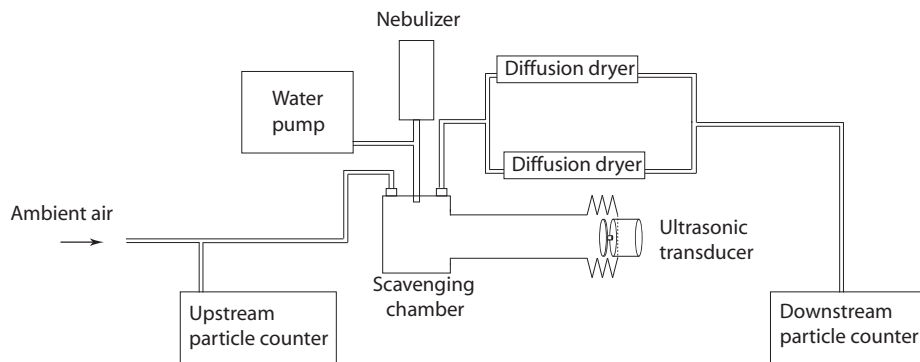 Nebulizer
Water
pump
Diffusion dryer
Diffusion dryer
Ambient air
Ultrasonic
transducer
Scavenging
chamber
Upstream
particle counter
Downstream
particle counter